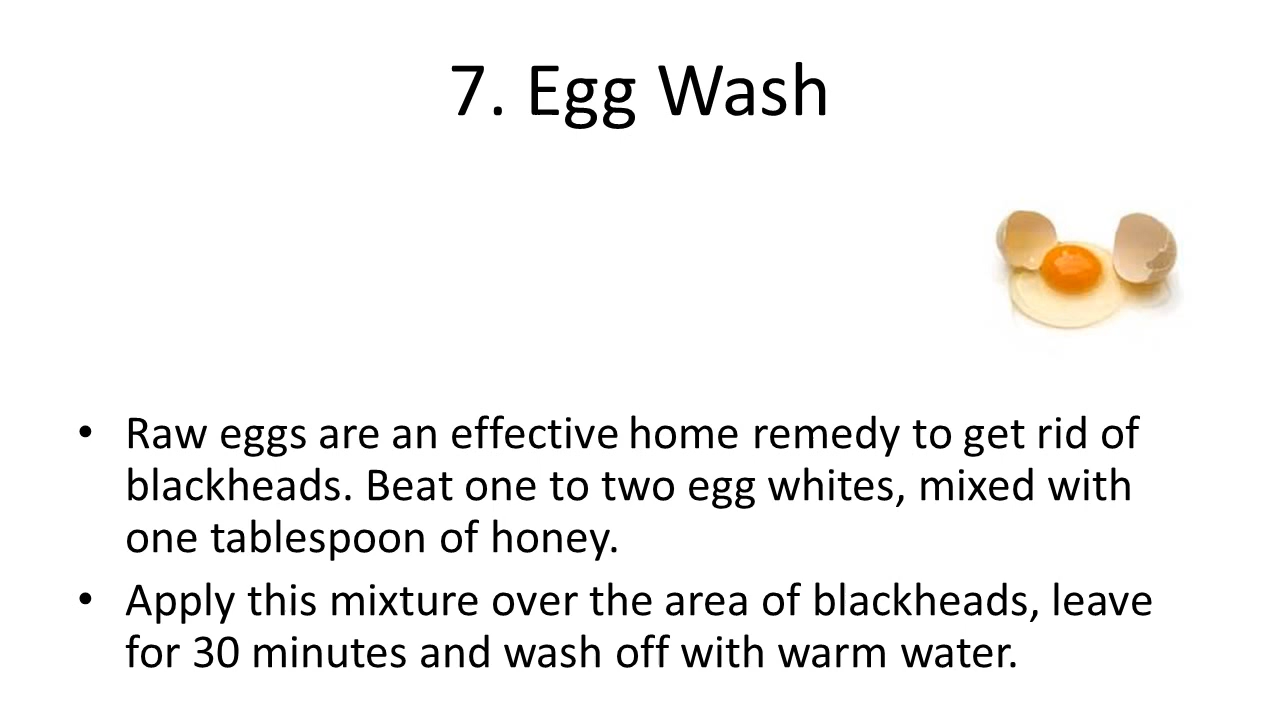 7. Egg Wash
• Raw eggs are an effective home remedy to get rid of
blackheads. Beat one to two egg whites, mixed with
one tablespoon of honey.
• Apply this mixture over the area of blackheads, leave
for 30 minutes and wash off with warm water.